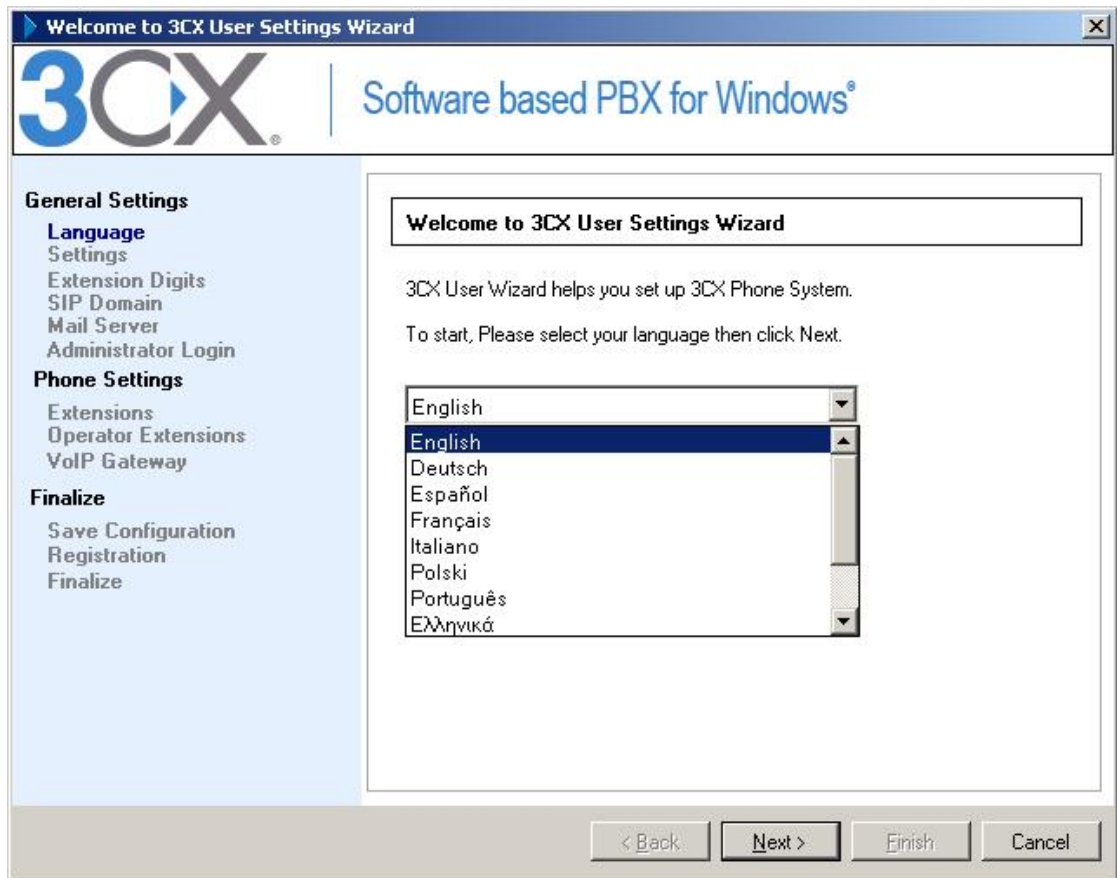 Welcome to 3CX User Settings Wizard
3CX®
Software based PBX for Windows®
General Settings
Language
Settings
Extension Digits
SIP Domain
Mail Server
Administrator Login
Phone Settings
Extensions
Operator Extensions
VoIP Gateway
Finalize
Save Configuration
Registration
Finalize
Welcome to 3CX User Settings Wizard
3CX User Wizard helps you set up 3CX Phone System.
To start, Please select your language then click Next.
English
English
Deutsch
Español
Français
Italiano
Polski
Português
Ελληνικά
< Back
Next >
Finish
Cancel